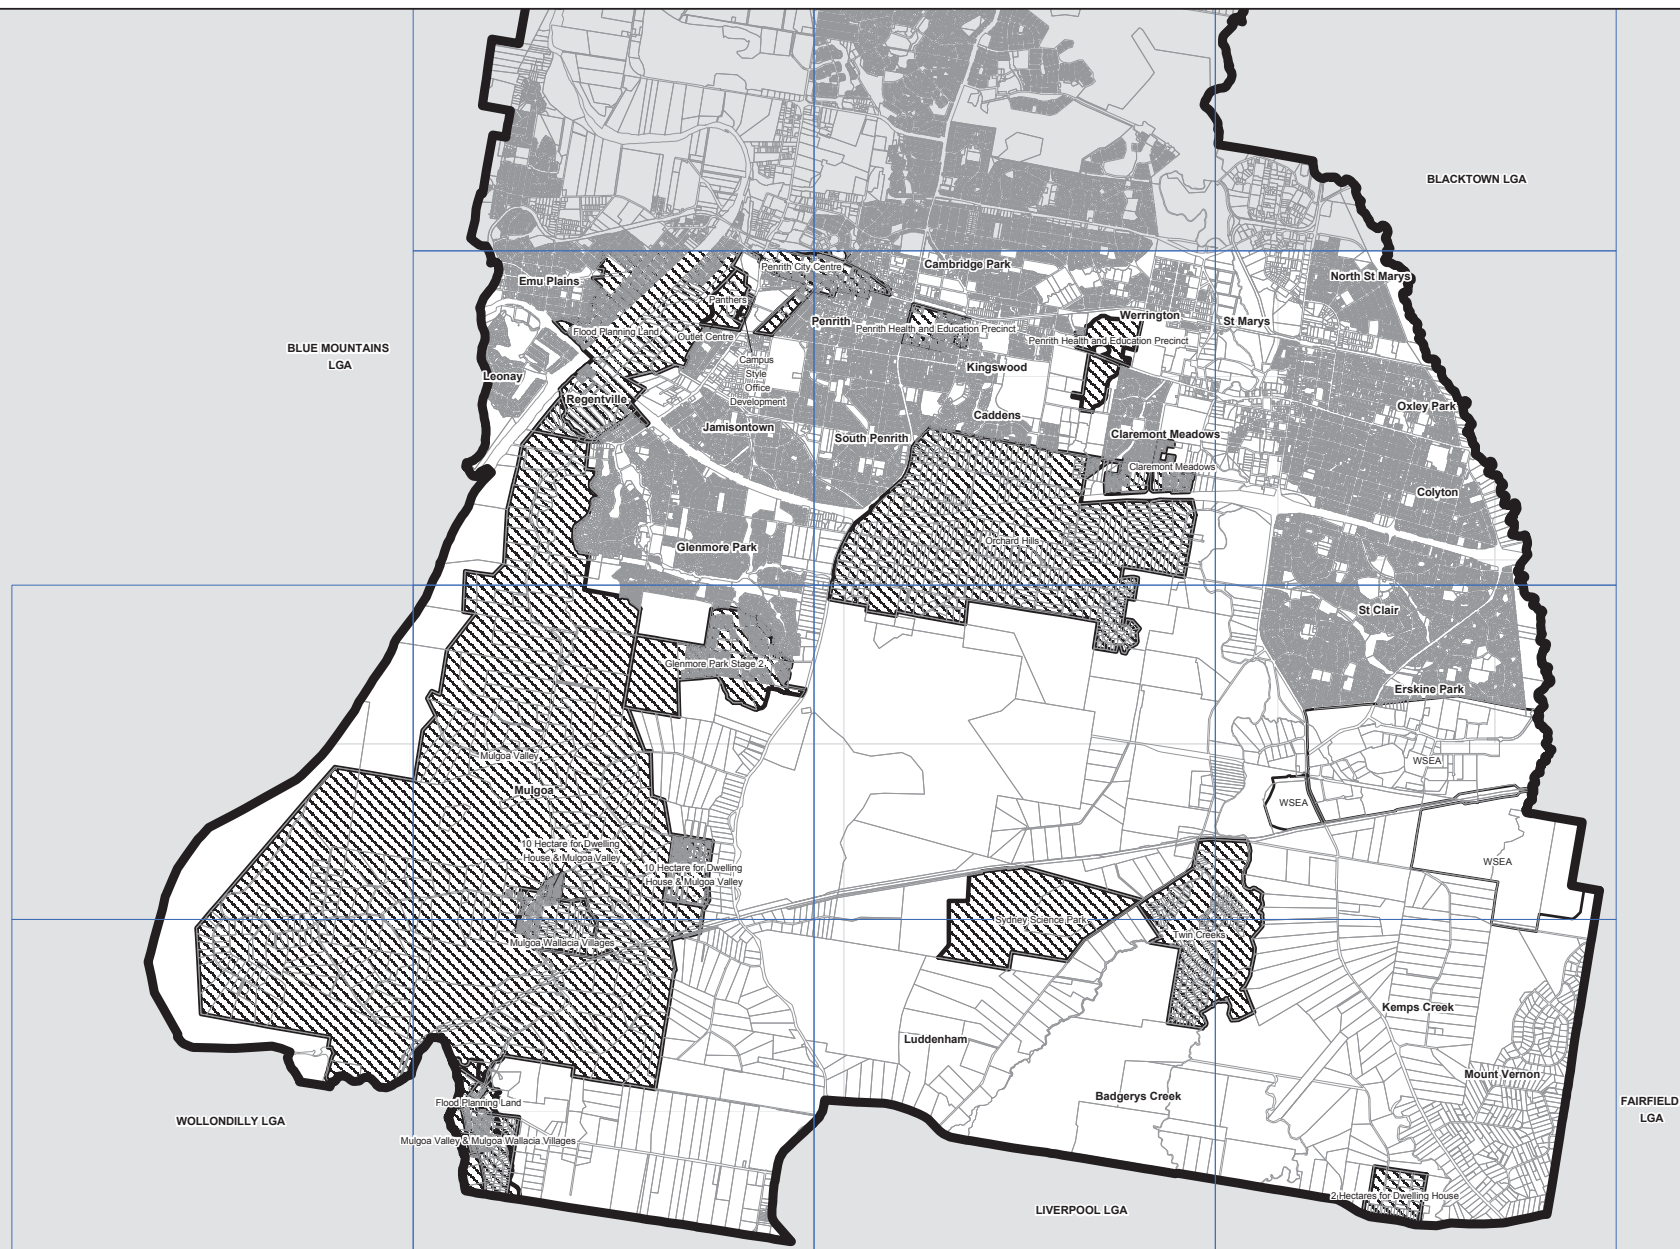 BLACKTOWN LGA
Penrith City Centre
Cambridge Park
North St Marys
Emu Plains
Panthers
Flood Planning Land
Outlet Centre
Penrith
Penrith Health and Education Precinct
Werrington
St Marys
Penrith Health and Education Precinct
BLUE MOUNTAINS
LGA
Campus
Style
Office
Development
Kingswood
Leonay
Regentville
Oxley Park
Caddens
Jamisontown
South Penrith
Claremont Meadows
Claremont Meadows
Colyton
Orchard Hills
Glenmore Park
St Clair
Glenmore Park Stage 2
Erskine Park
Mulgoa Valley
WSEA
Mulgoa
WSEA
10 Hectare for Dwelling
House & Mulgoa Valley
10 Hectare for Dwelling
House & Mulgoa Valley
WSEA
Sydney Science Park
Twin Creeks
Mulgoa Wallacia Villages
Kemps Creek
Luddenham
Mount Vernon
Badgerys Creek
Flood Planning Land
FAIRFIELD
LGA
WOLLONDILLY LGA
Mulgoa Valley & Mulgoa Wallacia Villages
2 Hectares for Dwelling House
LIVERPOOL LGA